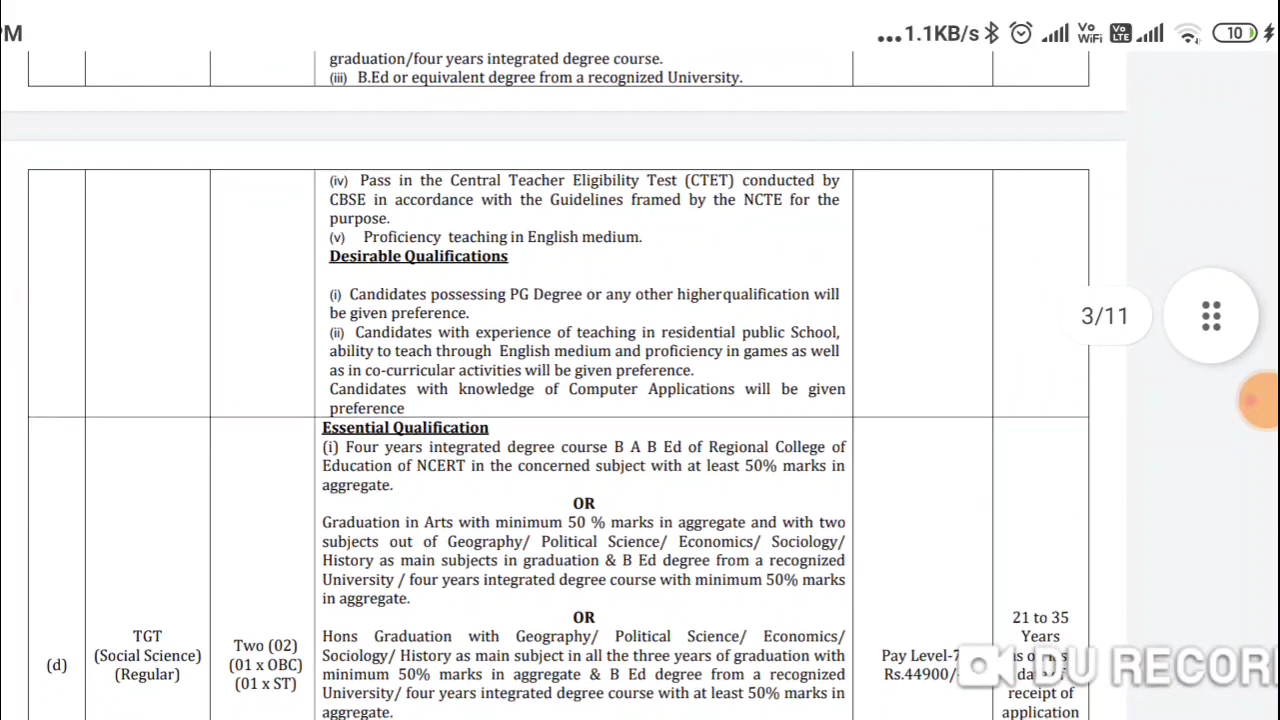 PM
...1.1KB/s
Vo WiFi
Vo LTE
10
graduation/four years integrated degree course.
(iii) B.Ed or equivalent degree from a recognized University.
(iv) Pass in the Central Teacher Eligibility Test (CTET) conducted by
CBSE in accordance with the Guidelines framed by the NCTE for the
purpose.
(v) Proficiency teaching in English medium.
Desirable Qualifications
(i) Candidates possessing PG Degree or any other higherqualification will
be given preference.
(ii) Candidates with experience of teaching in residential public School,
ability to teach through English medium and proficiency in games as well
as in co-curricular activities will be given preference.
Candidates with knowledge of Computer Applications will be given
preference
3/11
(d)
TGT
(Social Science)
(Regular)
Two (02)
(01 x OBC)
(01 x ST)
Essential Qualification
(i) Four years integrated degree course B A B Ed of Regional College of
Education of NCERT in the concerned subject with at least 50% marks in
aggregate.
OR
Graduation in Arts with minimum 50 % marks in aggregate and with two
subjects out of Geography/ Political Science/ Economics/ Sociology/
History as main subjects in graduation & B Ed degree from a recognized
University / four years integrated degree course with minimum 50% marks
in aggregate.
OR
Hons Graduation with Geography/ Political Science/ Economics/
Sociology/ History as main subject in all the three years of graduation with
minimum 50% marks in aggregate & B Ed degree from a recognized
University/ four years integrated degree course with at least 50% marks in
aggregate.
Pay Level-7
Rs.44900/
21 to 35
Years
receipt of
application
DU RECOR